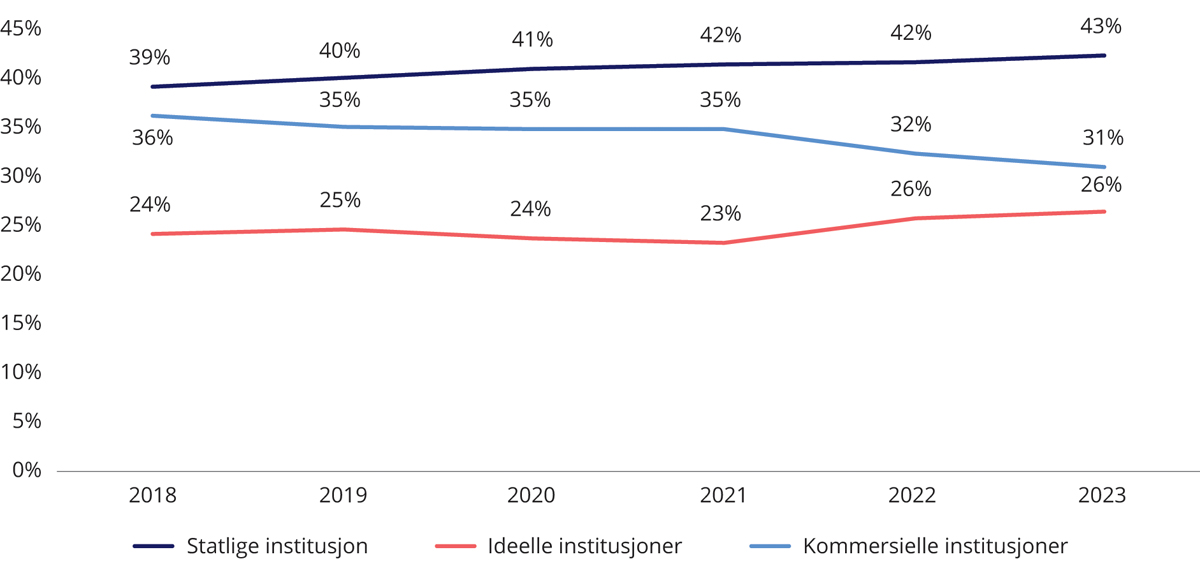 45%
40%
35%
30%
25%
20%
15%
10%
5%
0%
39% 40% 41% 42% 42% 43%
36% 35% 35% 35% 32% 31%
24% 25% 24% 23% 26% 26%
2018 2019 2020 2021 2022 2023
Statlige institusjon Ideelle institusjoner Kommersielle institusjoner